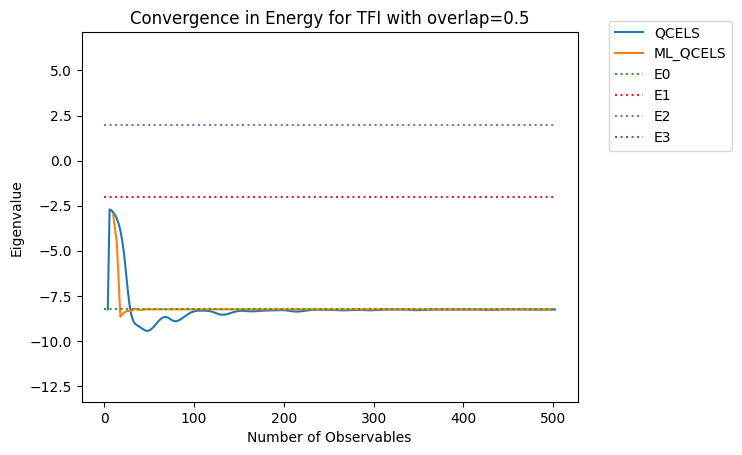 Convergence in Energy for TFI with overlap=0.5
QCELS
ML_QCELS
E0
E1
E2
E3
5.0
2.5
0.0
−2.5
−5.0
−7.5
−10.0
−12.5
Eigenvalue
0 100 200 300 400 500
Number of Observables